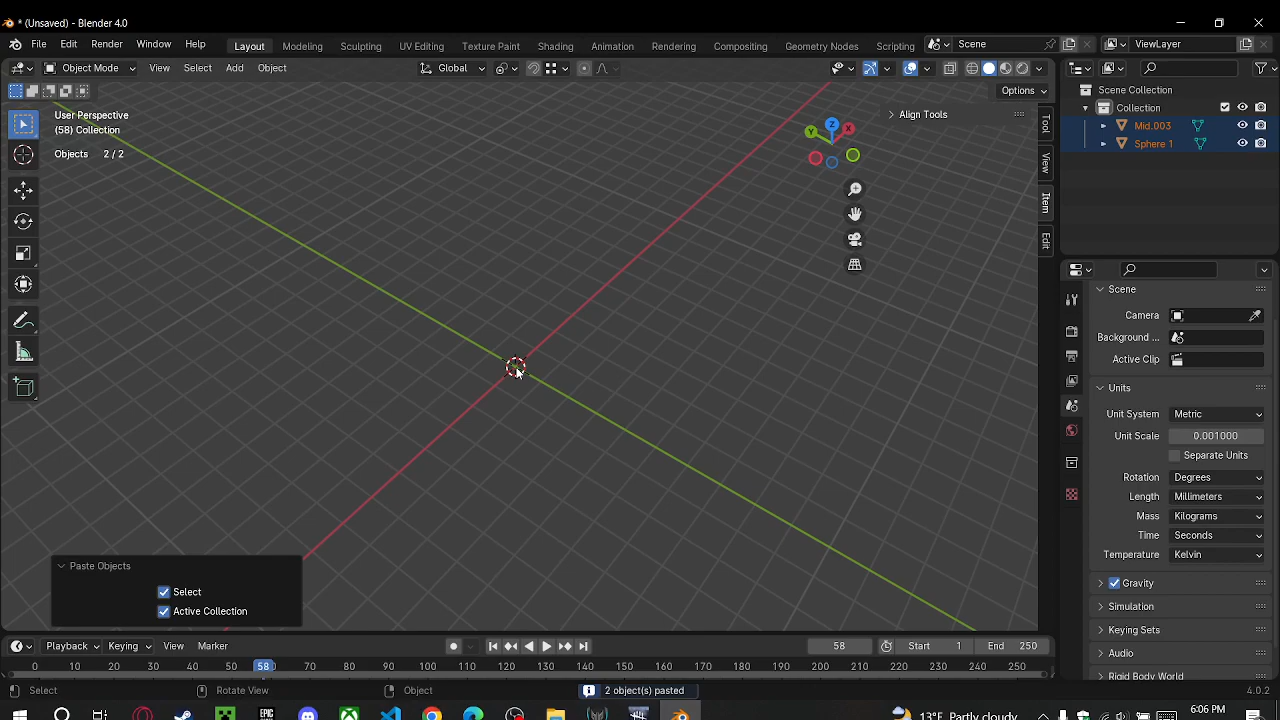 * (Unsaved) - Blender 4.0
File Edit Render Window Help Layout Modeling Sculpting UV Editing Texture Paint Shading Animation Rendering Compositing Geometry Nodes Scripting Scene ViewLayer
Object Mode View Select Add Object Global
Options
User Perspective
(58) Collection
Objects 2 / 2
Align Tools
X
Y
Z
Tool
View
Item
Edit
Scene Collection
Collection
Mid.003
Sphere 1
Scene
Camera
Background ...
Active Clip
Units
Unit System Metric
Unit Scale 0.001000
Separate Units
Rotation Degrees
Length Millimeters
Mass Kilograms
Time Seconds
Temperature Kelvin
Gravity
Simulation
Keying Sets
Audio
Rigid Body World
Paste Objects
Select
Active Collection
Playback Keying View Marker 58 Start 1 End 250
0 10 20 30 40 50 58 70 80 90 100 110 120 130 140 150 160 170 180 190 200 210 220 230 240 250
Select Rotate View Object 2 object(s) pasted 4.0.2
EPIC 13°F Partly cloudy 6:06 PM